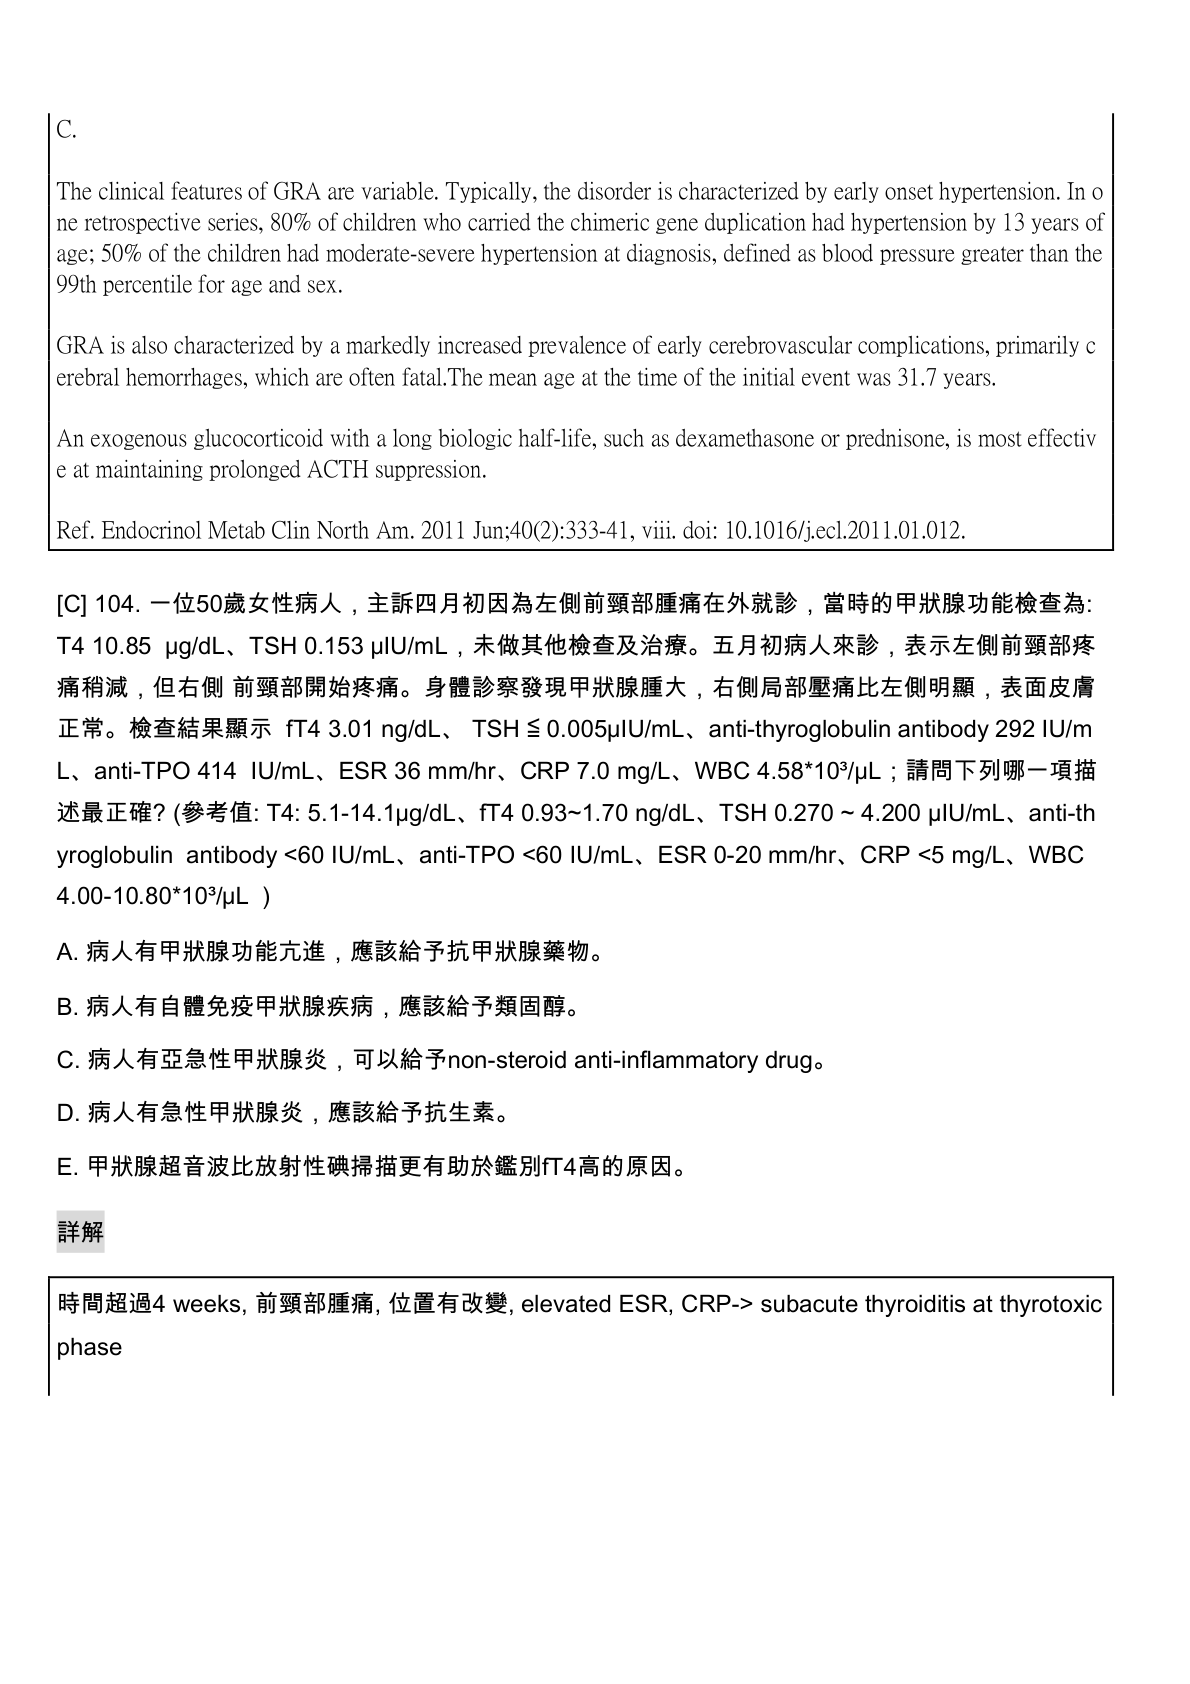 C.
The clinical features of GRA are variable. Typically, the disorder is characterized by early onset hypertension. In o
ne retrospective series, 80% of children who carried the chimeric gene duplication had hypertension by 13 years of
age; 50% of the children had moderate-severe hypertension at diagnosis, defined as blood pressure greater than the
99th percentile for age and sex.
GRA is also characterized by a markedly increased prevalence of early cerebrovascular complications, primarily c
erebral hemorrhages, which are often fatal.The mean age at the time of the initial event was 31.7 years.
An exogenous glucocorticoid with a long biologic half-life, such as dexamethasone or prednisone, is most effectiv
e at maintaining prolonged ACTH suppression.
Ref. Endocrinol Metab Clin North Am. 2011 Jun;40(2):333-41, viii. doi: 10.1016/j.ecl.2011.01.012.
[C] 104. 一位50歲女性病人，主訴四月初因為左側前頸部腫痛在外就診，當時的甲狀腺功能檢查為:
T4 10.85 μg/dL、TSH 0.153 μIU/mL，未做其他檢查及治療。五月初病人來診，表示左側前頸部疼
痛稍減，但右側 前頸部開始疼痛。身體診察發現甲狀腺腫大，右側局部壓痛比左側明顯，表面皮膚
正常。檢查結果顯示 fT4 3.01 ng/dL、 TSH ≦ 0.005μIU/mL、anti-thyroglobulin antibody 292 IU/m
L、anti-TPO 414 IU/mL、ESR 36 mm/hr、CRP 7.0 mg/L、WBC 4.58*10³/μL；請問下列哪一項描
述最正確? (參考值: T4: 5.1-14.1μg/dL、fT4 0.93~1.70 ng/dL、TSH 0.270 ~ 4.200 μIU/mL、anti-th
yroglobulin antibody <60 IU/mL、anti-TPO <60 IU/mL、ESR 0-20 mm/hr、CRP <5 mg/L、WBC
4.00-10.80*10³/μL )
A. 病人有甲狀腺功能亢進，應該給予抗甲狀腺藥物。
B. 病人有自體免疫甲狀腺疾病，應該給予類固醇。
C. 病人有亞急性甲狀腺炎，可以給予non-steroid anti-inflammatory drug。
D. 病人有急性甲狀腺炎，應該給予抗生素。
E. 甲狀腺超音波比放射性碘掃描更有助於鑑別fT4高的原因。
詳解
時間超過4 weeks, 前頸部腫痛, 位置有改變, elevated ESR, CRP-> subacute thyroiditis at thyrotoxic
phase